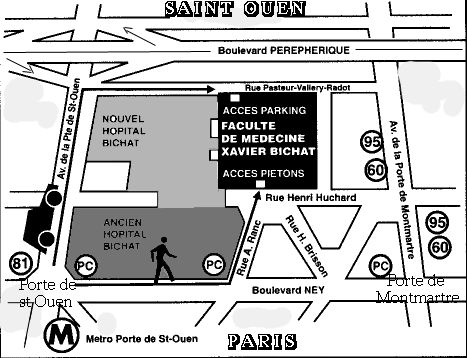 SAINT OUEN
Boulevard PEREPHERIQUE
Rue Pasteur-Vallery-Radot
Av. de la Pte de St-Ouen
NOUVEL
HOPITAL
BICHAT
ACCES PARKING
FACULTE
DE MEDECINE
XAVIER BICHAT
ACCES PIETONS
95
60
Av. de la Porte de Montmartre
Rue Henri Huchard
ANCIEN
HOPITAL
BICHAT
Rue A. Ranc
Rue H. Brisson
95
60
81
PC
PC
PC
Porte de
st Ouen
Porte de
Montmartre
Boulevard NEY
M
Metro Porte de St-Ouen
PARIS